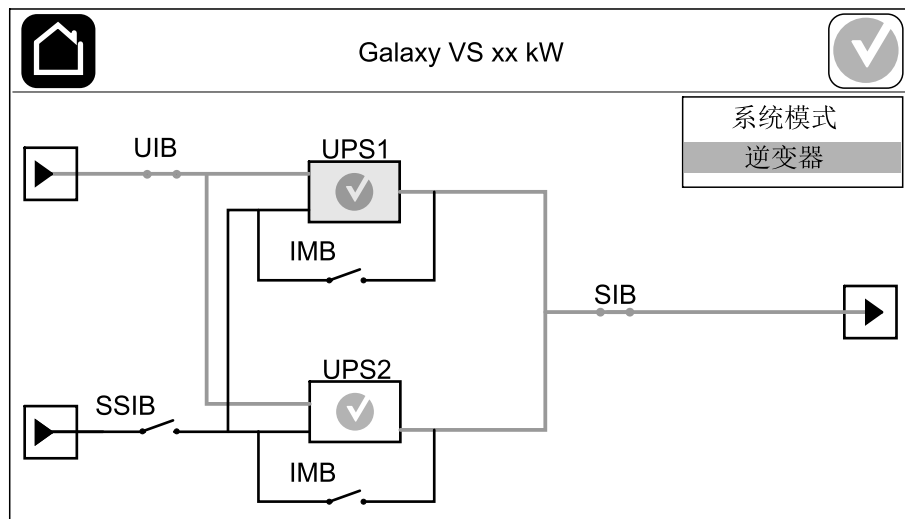 Galaxy VS xx kW
系统模式
逆变器
UIB
UPS1
IMB
SIB
UPS2
SSIB
IMB